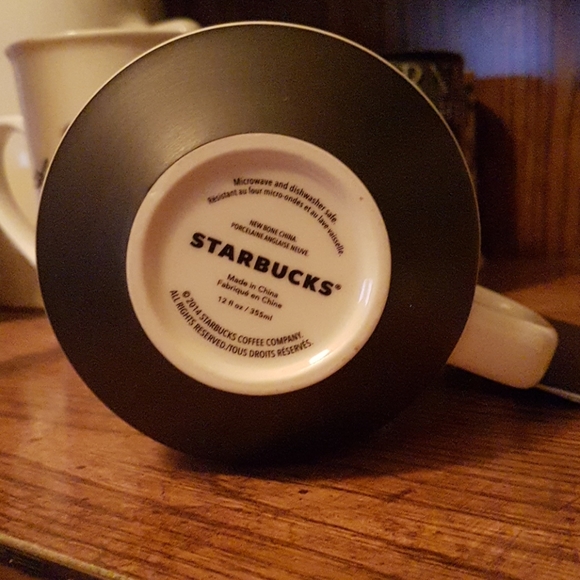 Microwave and dishwasher safe.
Résistant au four micro-ondes et au lave vaisselle.
NEW BONE CHINA.
PORCELAINE ANGLAISE NEUVE.
STARBUCKS®
Made in China
Fabriqué en Chine
12 fl oz / 355ml
© 2014 STARBUCKS COFFEE COMPANY.
ALL RIGHTS RESERVED./TOUS DROITS RÉSERVÉS.